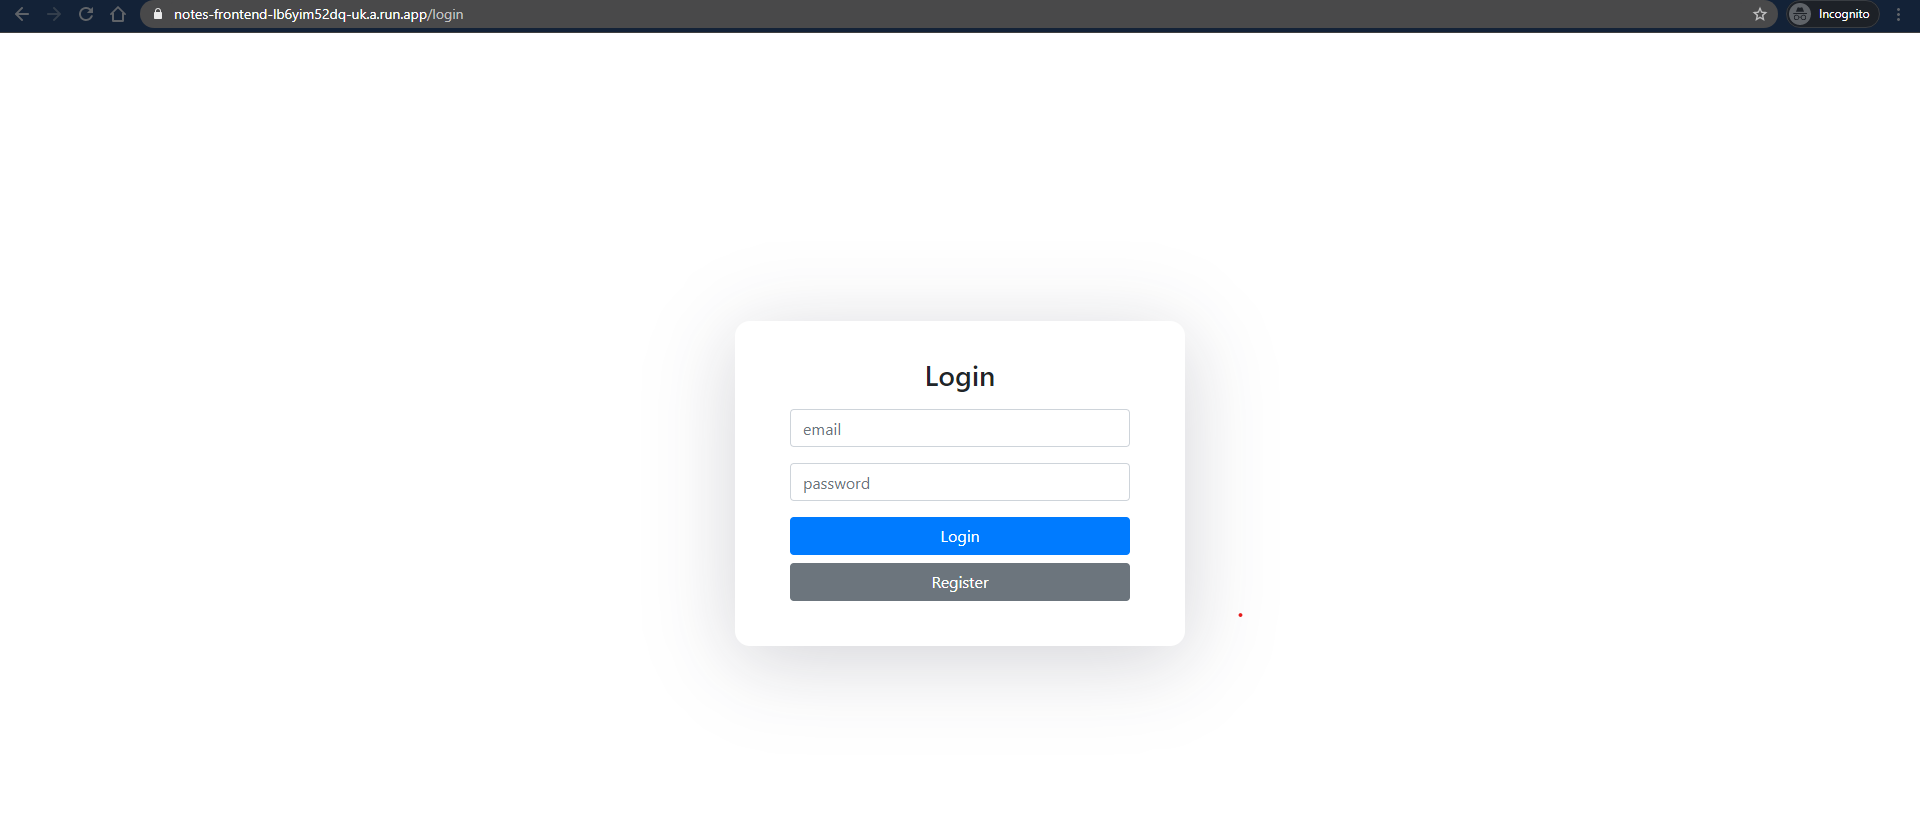 notes-frontend-lb6yim52dq-uk.a.run.app/login
Incognito
Login
email
password
Login
Register